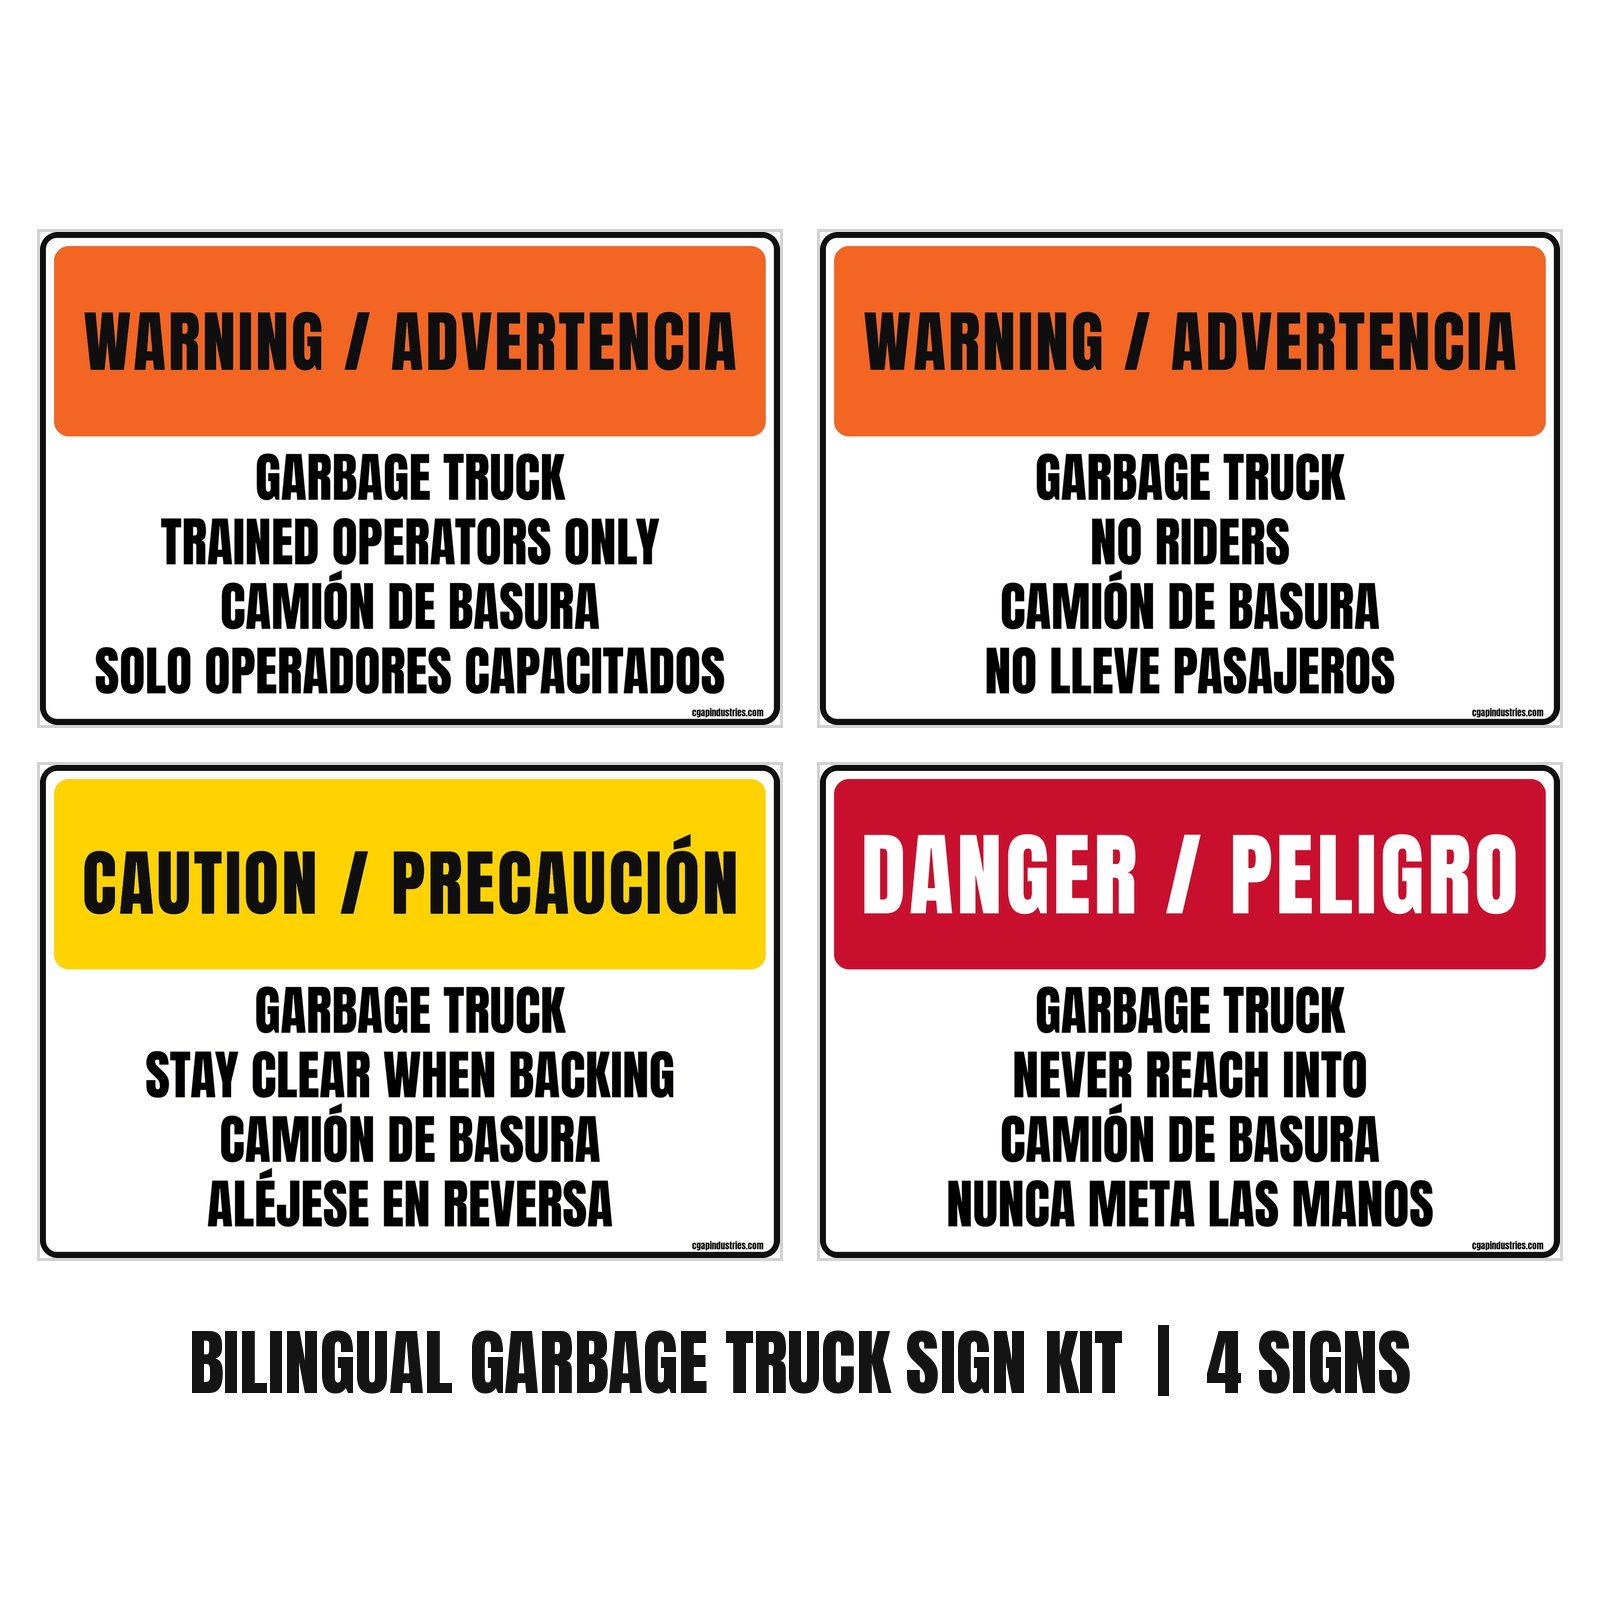 WARNING / ADVERTENCIA
GARBAGE TRUCK
TRAINED OPERATORS ONLY
CAMIÓN DE BASURA
SOLO OPERADORES CAPACITADOS
cgapindustries.com
WARNING / ADVERTENCIA
GARBAGE TRUCK
NO RIDERS
CAMIÓN DE BASURA
NO LLEVE PASAJEROS
cgapindustries.com
CAUTION / PRECAUCIÓN
GARBAGE TRUCK
STAY CLEAR WHEN BACKING
CAMIÓN DE BASURA
ALÉJESE EN REVERSA
cgapindustries.com
DANGER / PELIGRO
GARBAGE TRUCK
NEVER REACH INTO
CAMIÓN DE BASURA
NUNCA META LAS MANOS
cgapindustries.com
BILINGUAL GARBAGE TRUCK SIGN KIT | 4 SIGNS